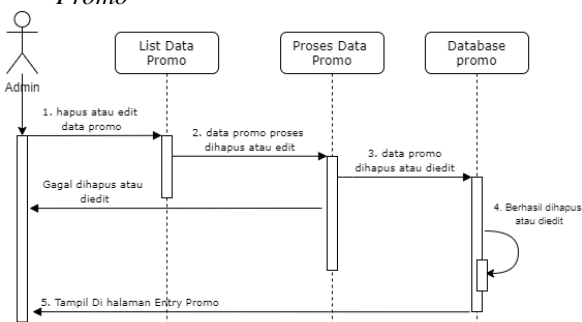 Promo
List Data
Promo
Proses Data
Promo
Database
promo
Admin
1. hapus atau edit
data promo
2. data promo proses
dihapus atau edit
3. data promo
dihapus atau diedit
Gagal dihapus atau
diedit
4. Berhasil dihapus
atau diedit
5. Tampil Di halaman Entry Promo